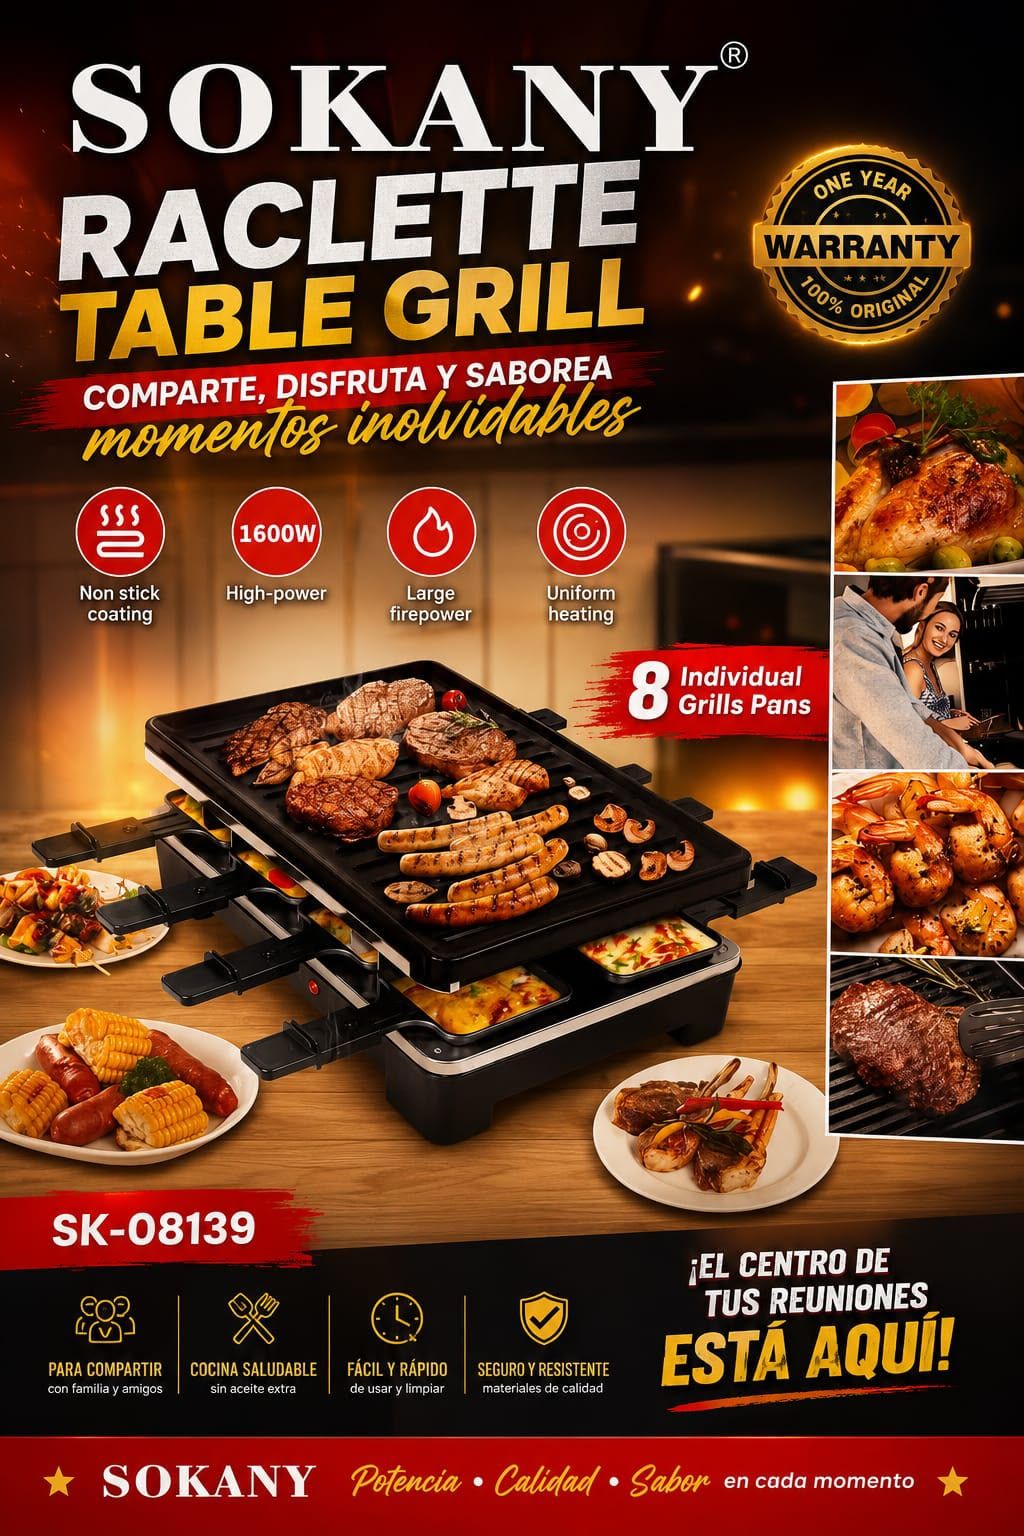 SOKANY®
RACLETTE
TABLE GRILL
COMPARTE, DISFRUTA Y SABOREA
momentos inolvidables
ONE YEAR
WARRANTY
100% ORIGINAL
Non stick
coating
1600W
High-power
Large
firepower
Uniform
heating
8 Individual
Grills Pans
SK-08139
PARA COMPARTIR
con familia y amigos
COCINA SALUDABLE
sin aceite extra
FÁCIL Y RÁPIDO
de usar y limpiar
SEGURO Y RESISTENTE
materiales de calidad
¡EL CENTRO DE
TUS REUNIONES
ESTÁ AQUÍ!
SOKANY Potencia • Calidad • Sabor en cada momento